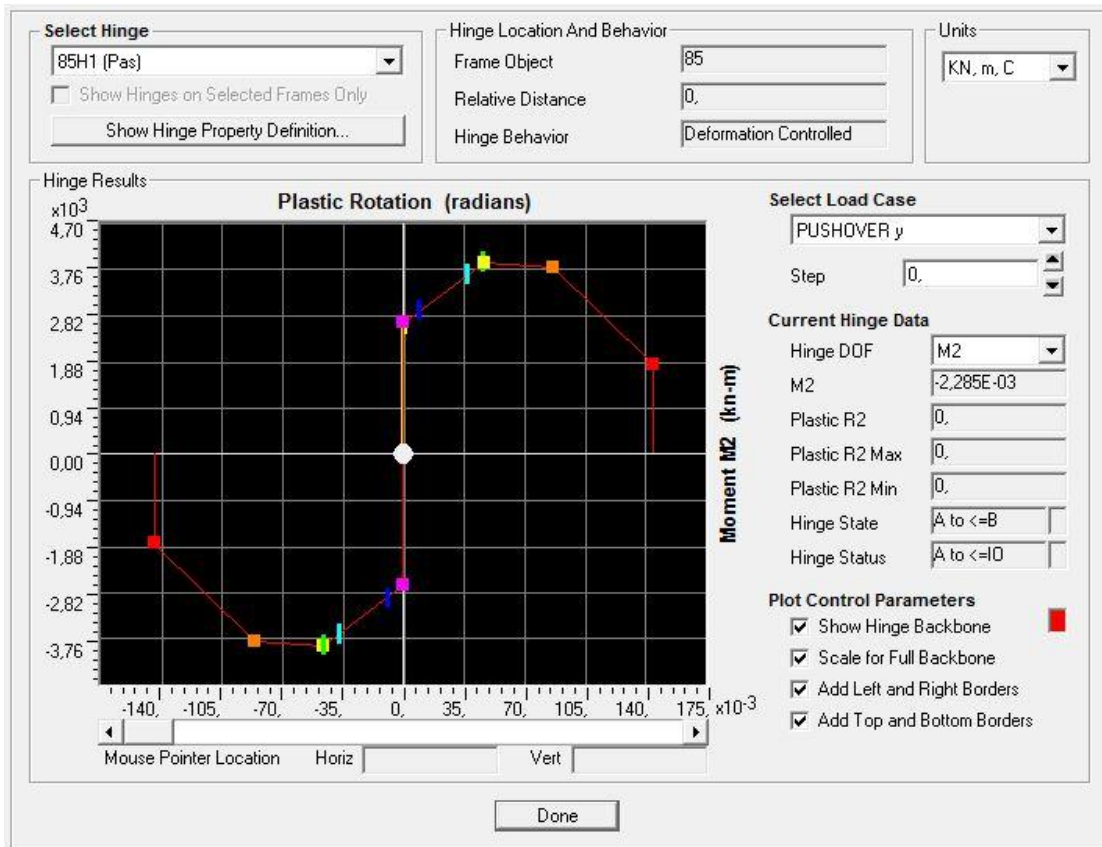 Select Hinge
85H1 (Pas)
Show Hinges on Selected Frames Only
Show Hinge Property Definition...
Hinge Location And Behavior
Frame Object 85
Relative Distance 0,
Hinge Behavior Deformation Controlled
Units
KN, m, C
Hinge Results
Plastic Rotation (radians)
x10³
4,70
3,76
2,82
1,88
0,94
0,00
-0,94
-1,88
-2,82
-3,76
-140, -105, -70, -35, 0, 35, 70, 105, 140, 175, x10⁻³
Moment M2 (kn-m)
Mouse Pointer Location Horiz Vert
Select Load Case
PUSHOVER y
Step 0,
Current Hinge Data
Hinge DOF M2
M2 -2,285E-03
Plastic R2 0,
Plastic R2 Max 0,
Plastic R2 Min 0,
Hinge State A to <=B
Hinge Status A to <=IO
Plot Control Parameters
Show Hinge Backbone
Scale for Full Backbone
Add Left and Right Borders
Add Top and Bottom Borders
Done